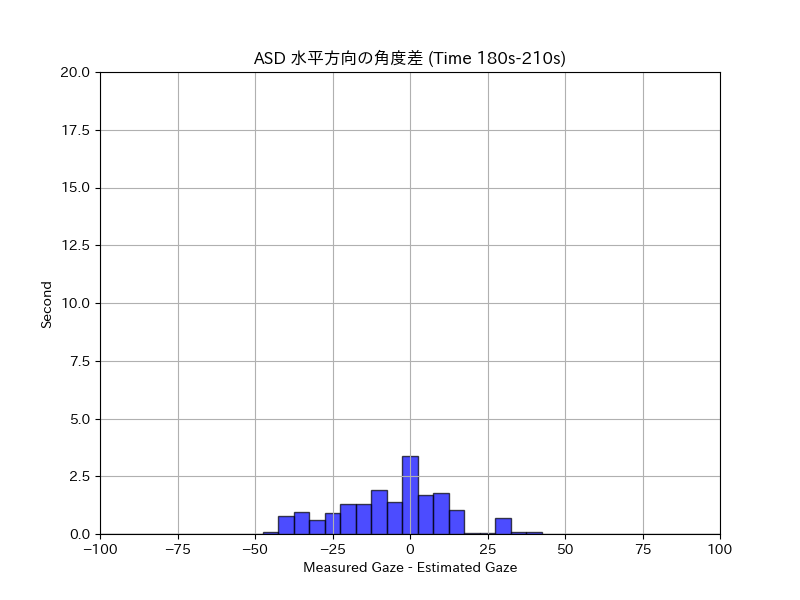 ASD 水平方向の角度差 (Time 180s-210s)
20.0
17.5
15.0
12.5
10.0
7.5
5.0
2.5
0.0
Second
−100 −75 −50 −25 0 25 50 75 100
Measured Gaze - Estimated Gaze